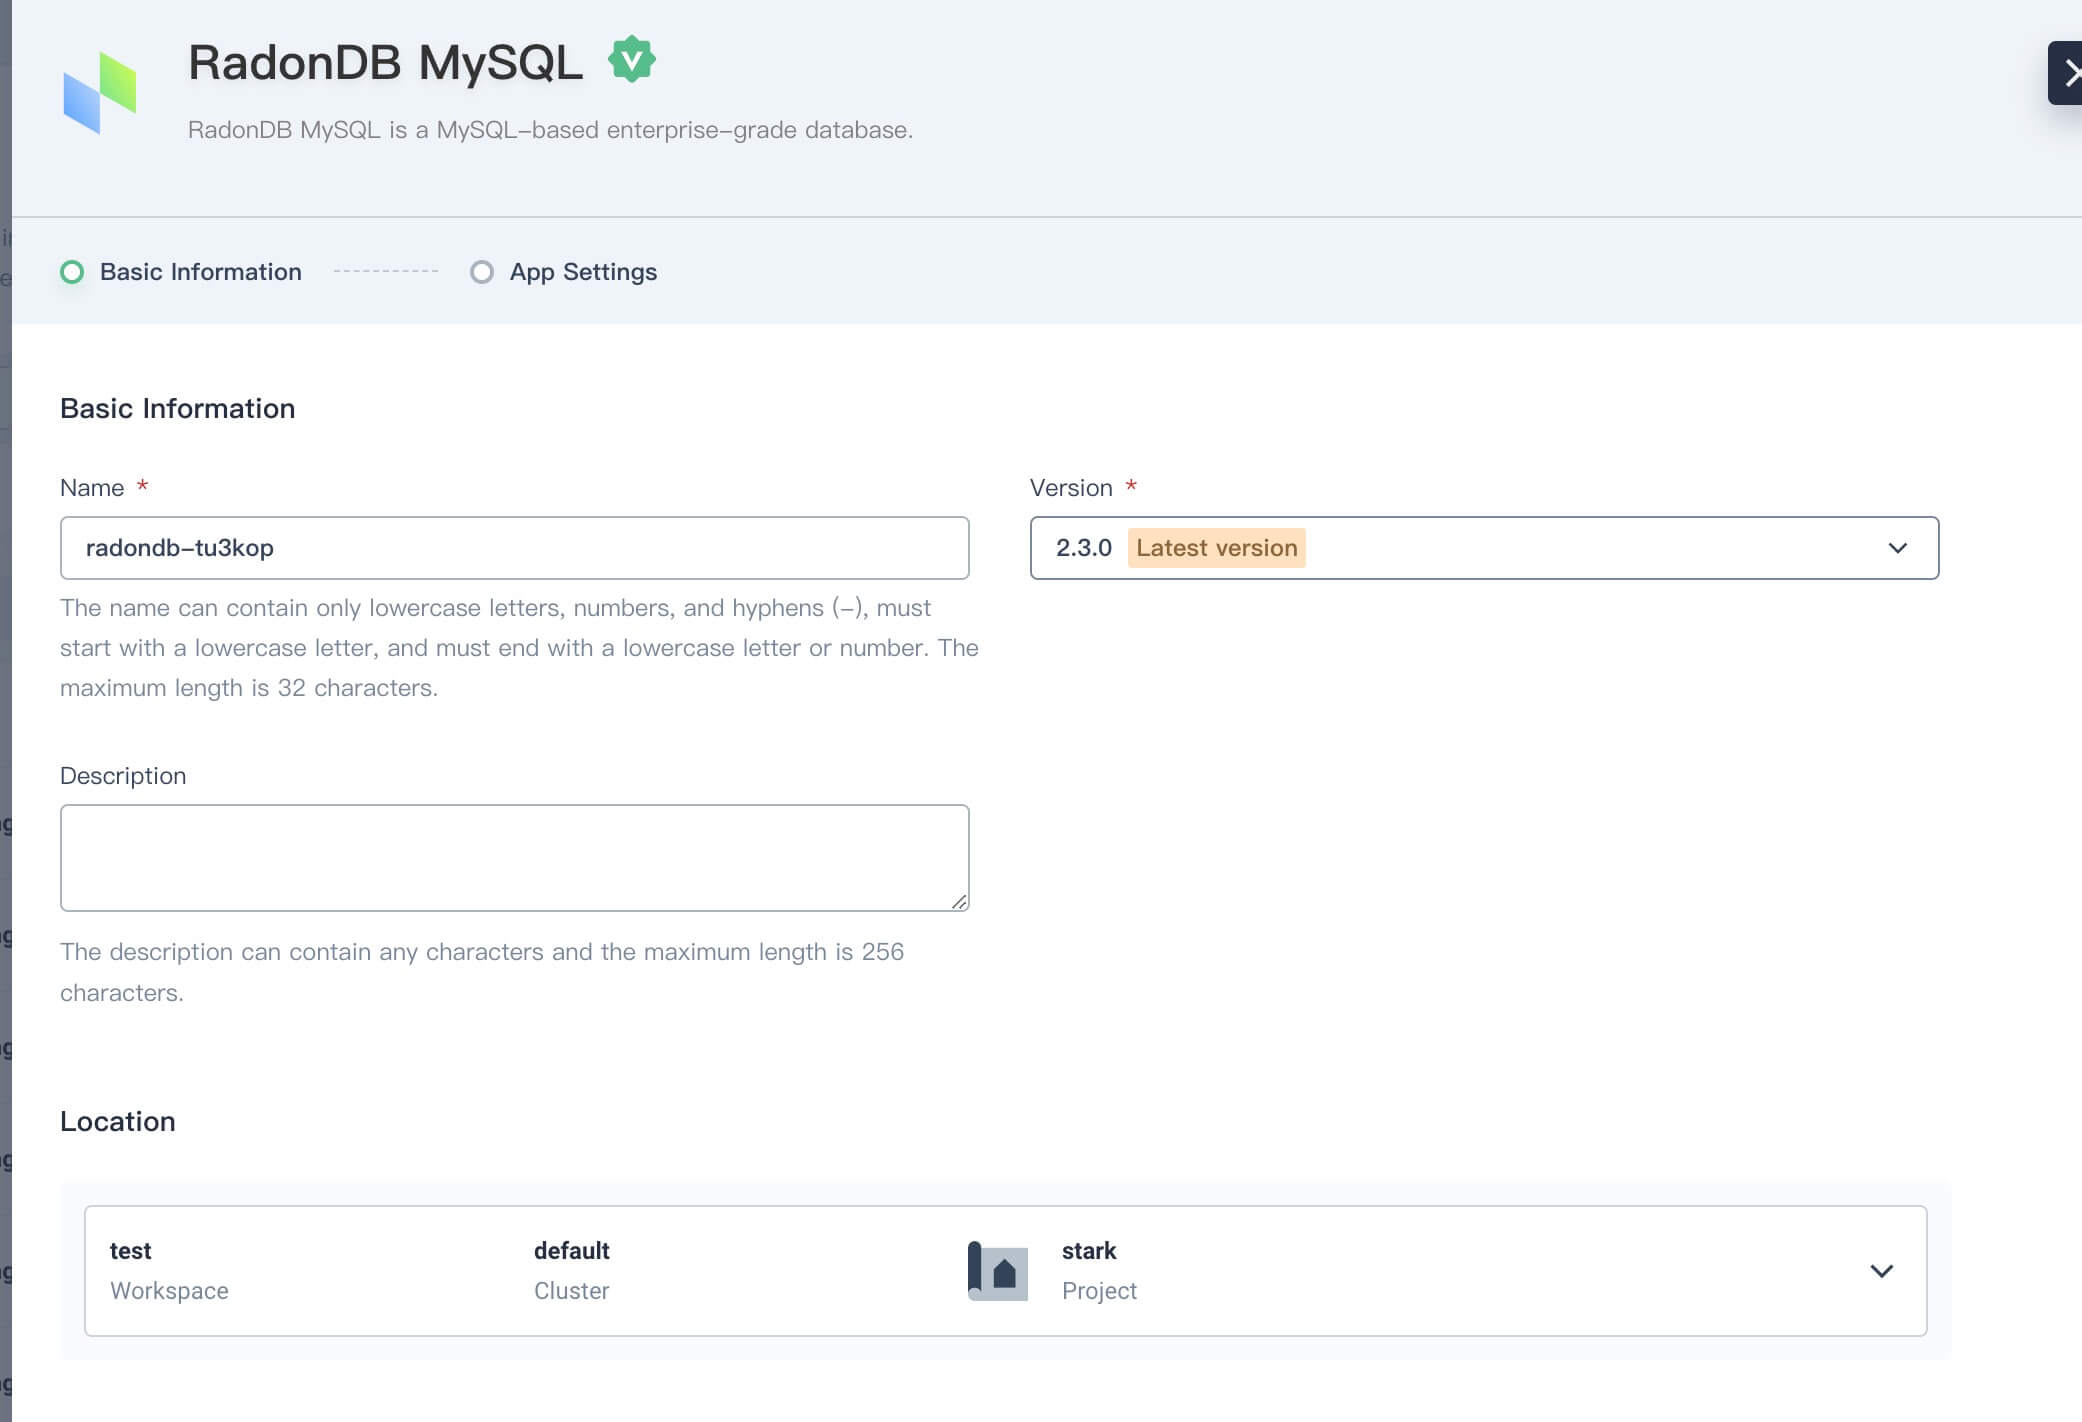 RadonDB MySQL
RadonDB MySQL is a MySQL-based enterprise-grade database.
Basic Information
App Settings
Basic Information
Name *
Version *
radondb-tu3kop
2.3.0 Latest version
The name can contain only lowercase letters, numbers, and hyphens (-), must
start with a lowercase letter, and must end with a lowercase letter or number. The
maximum length is 32 characters.
Description
The description can contain any characters and the maximum length is 256
characters.
Location
test
Workspace
default
Cluster
stark
Project